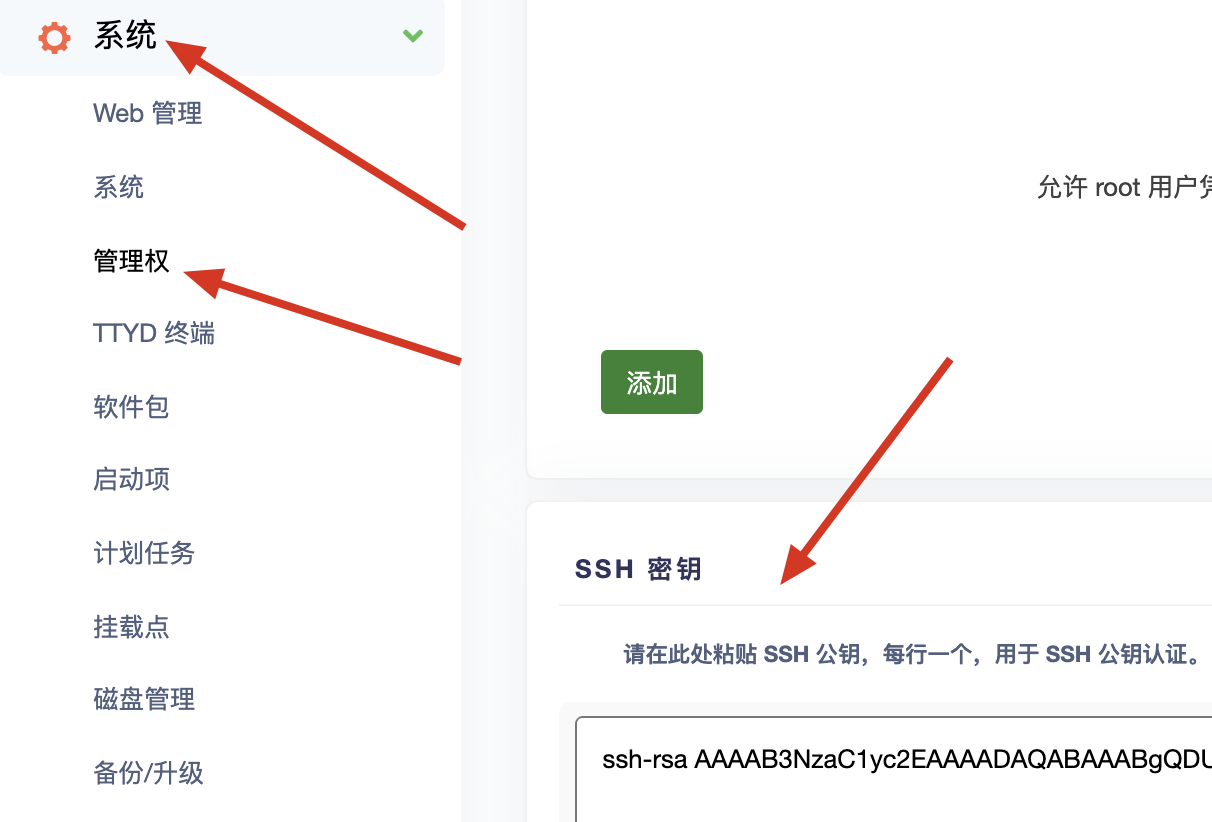 系统
Web 管理
系统
管理权
TTYD 终端
软件包
启动项
计划任务
挂载点
磁盘管理
备份/升级
允许 root 用户凭
添加
SSH 密钥
请在此处粘贴 SSH 公钥，每行一个，用于 SSH 公钥认证。
ssh-rsa AAAAB3NzaC1yc2EAAAADAQABAAABgQDU